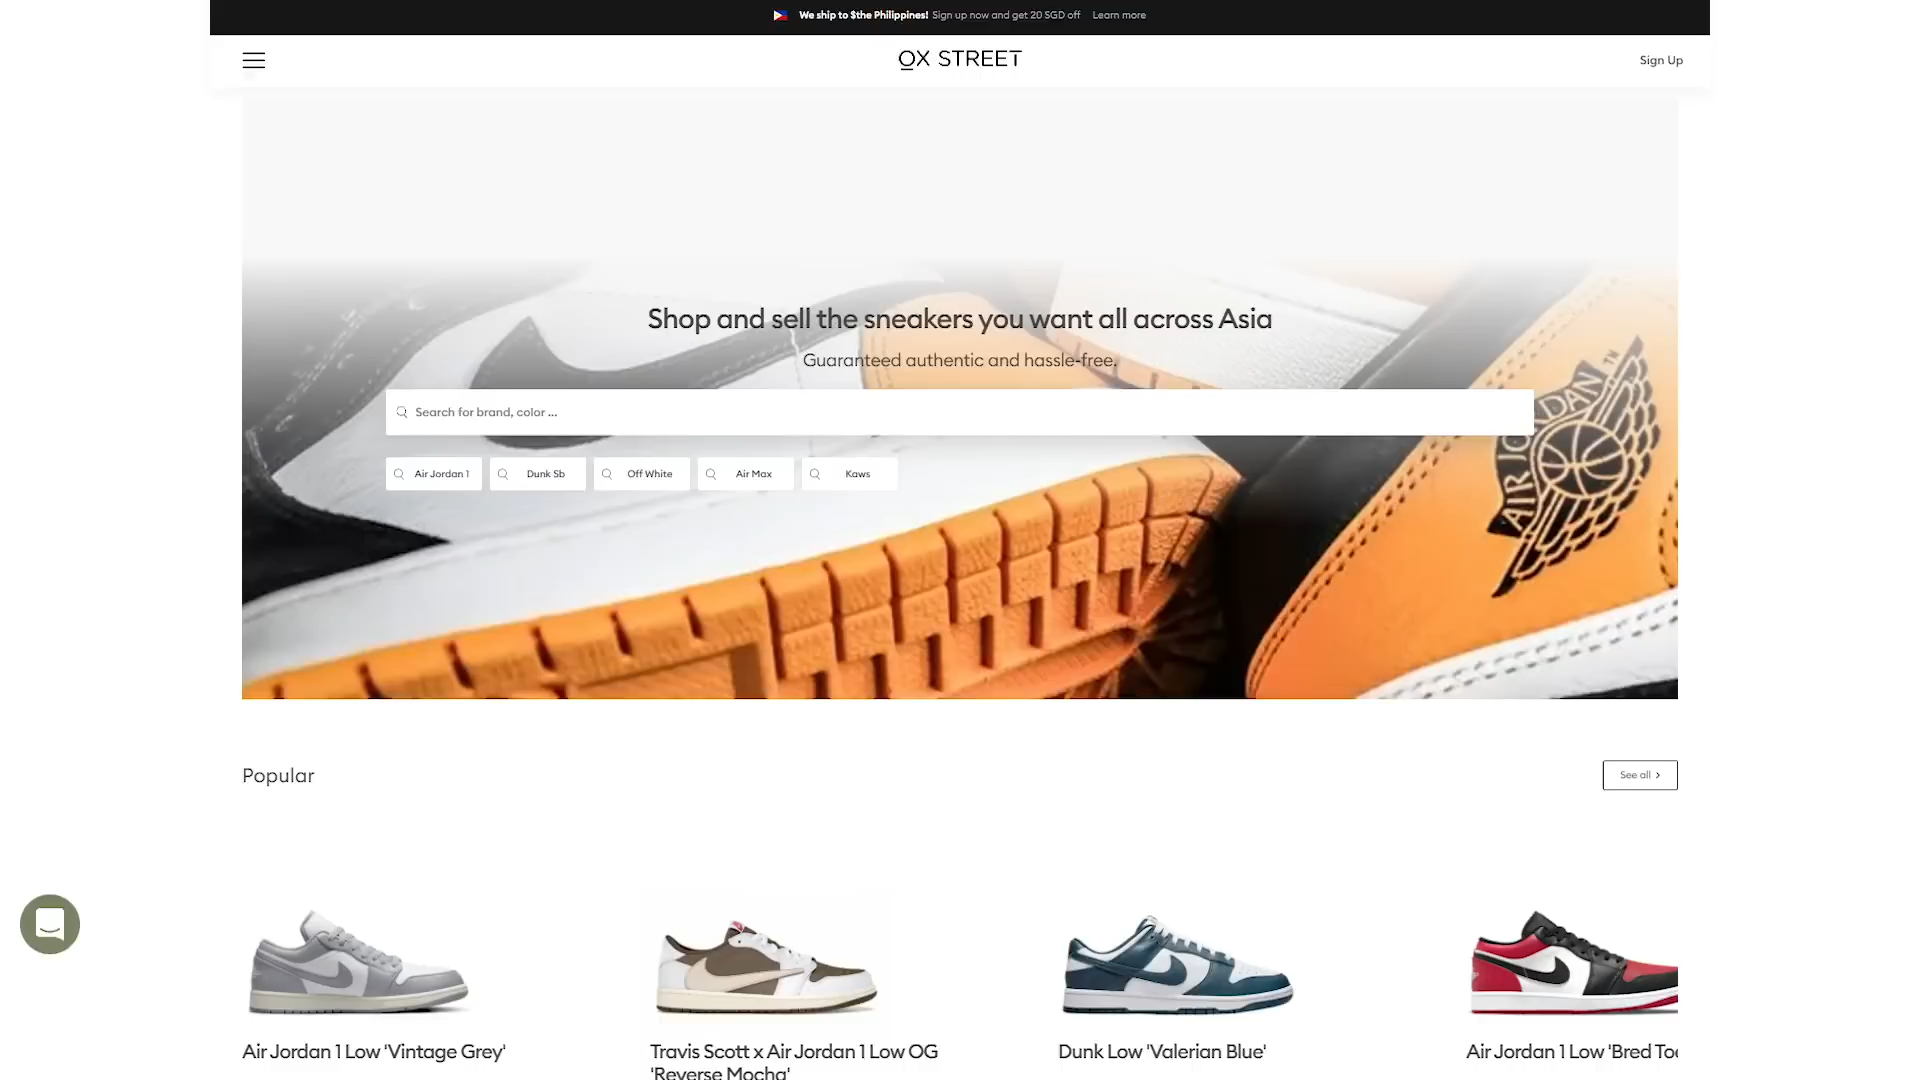 We ship to $the Philippines! Sign up now and get 20 SGD off Learn more
OX STREET
Sign Up
Shop and sell the sneakers you want all across Asia
Guaranteed authentic and hassle-free.
Search for brand, color ...
Air Jordan 1
Dunk Sb
Off White
Air Max
Kaws
AIR JORDAN™
Popular
See all
Air Jordan 1 Low 'Vintage Grey'
Travis Scott x Air Jordan 1 Low OG
'Reverse Mocha'
Dunk Low 'Valerian Blue'
Air Jordan 1 Low 'Bred Toe